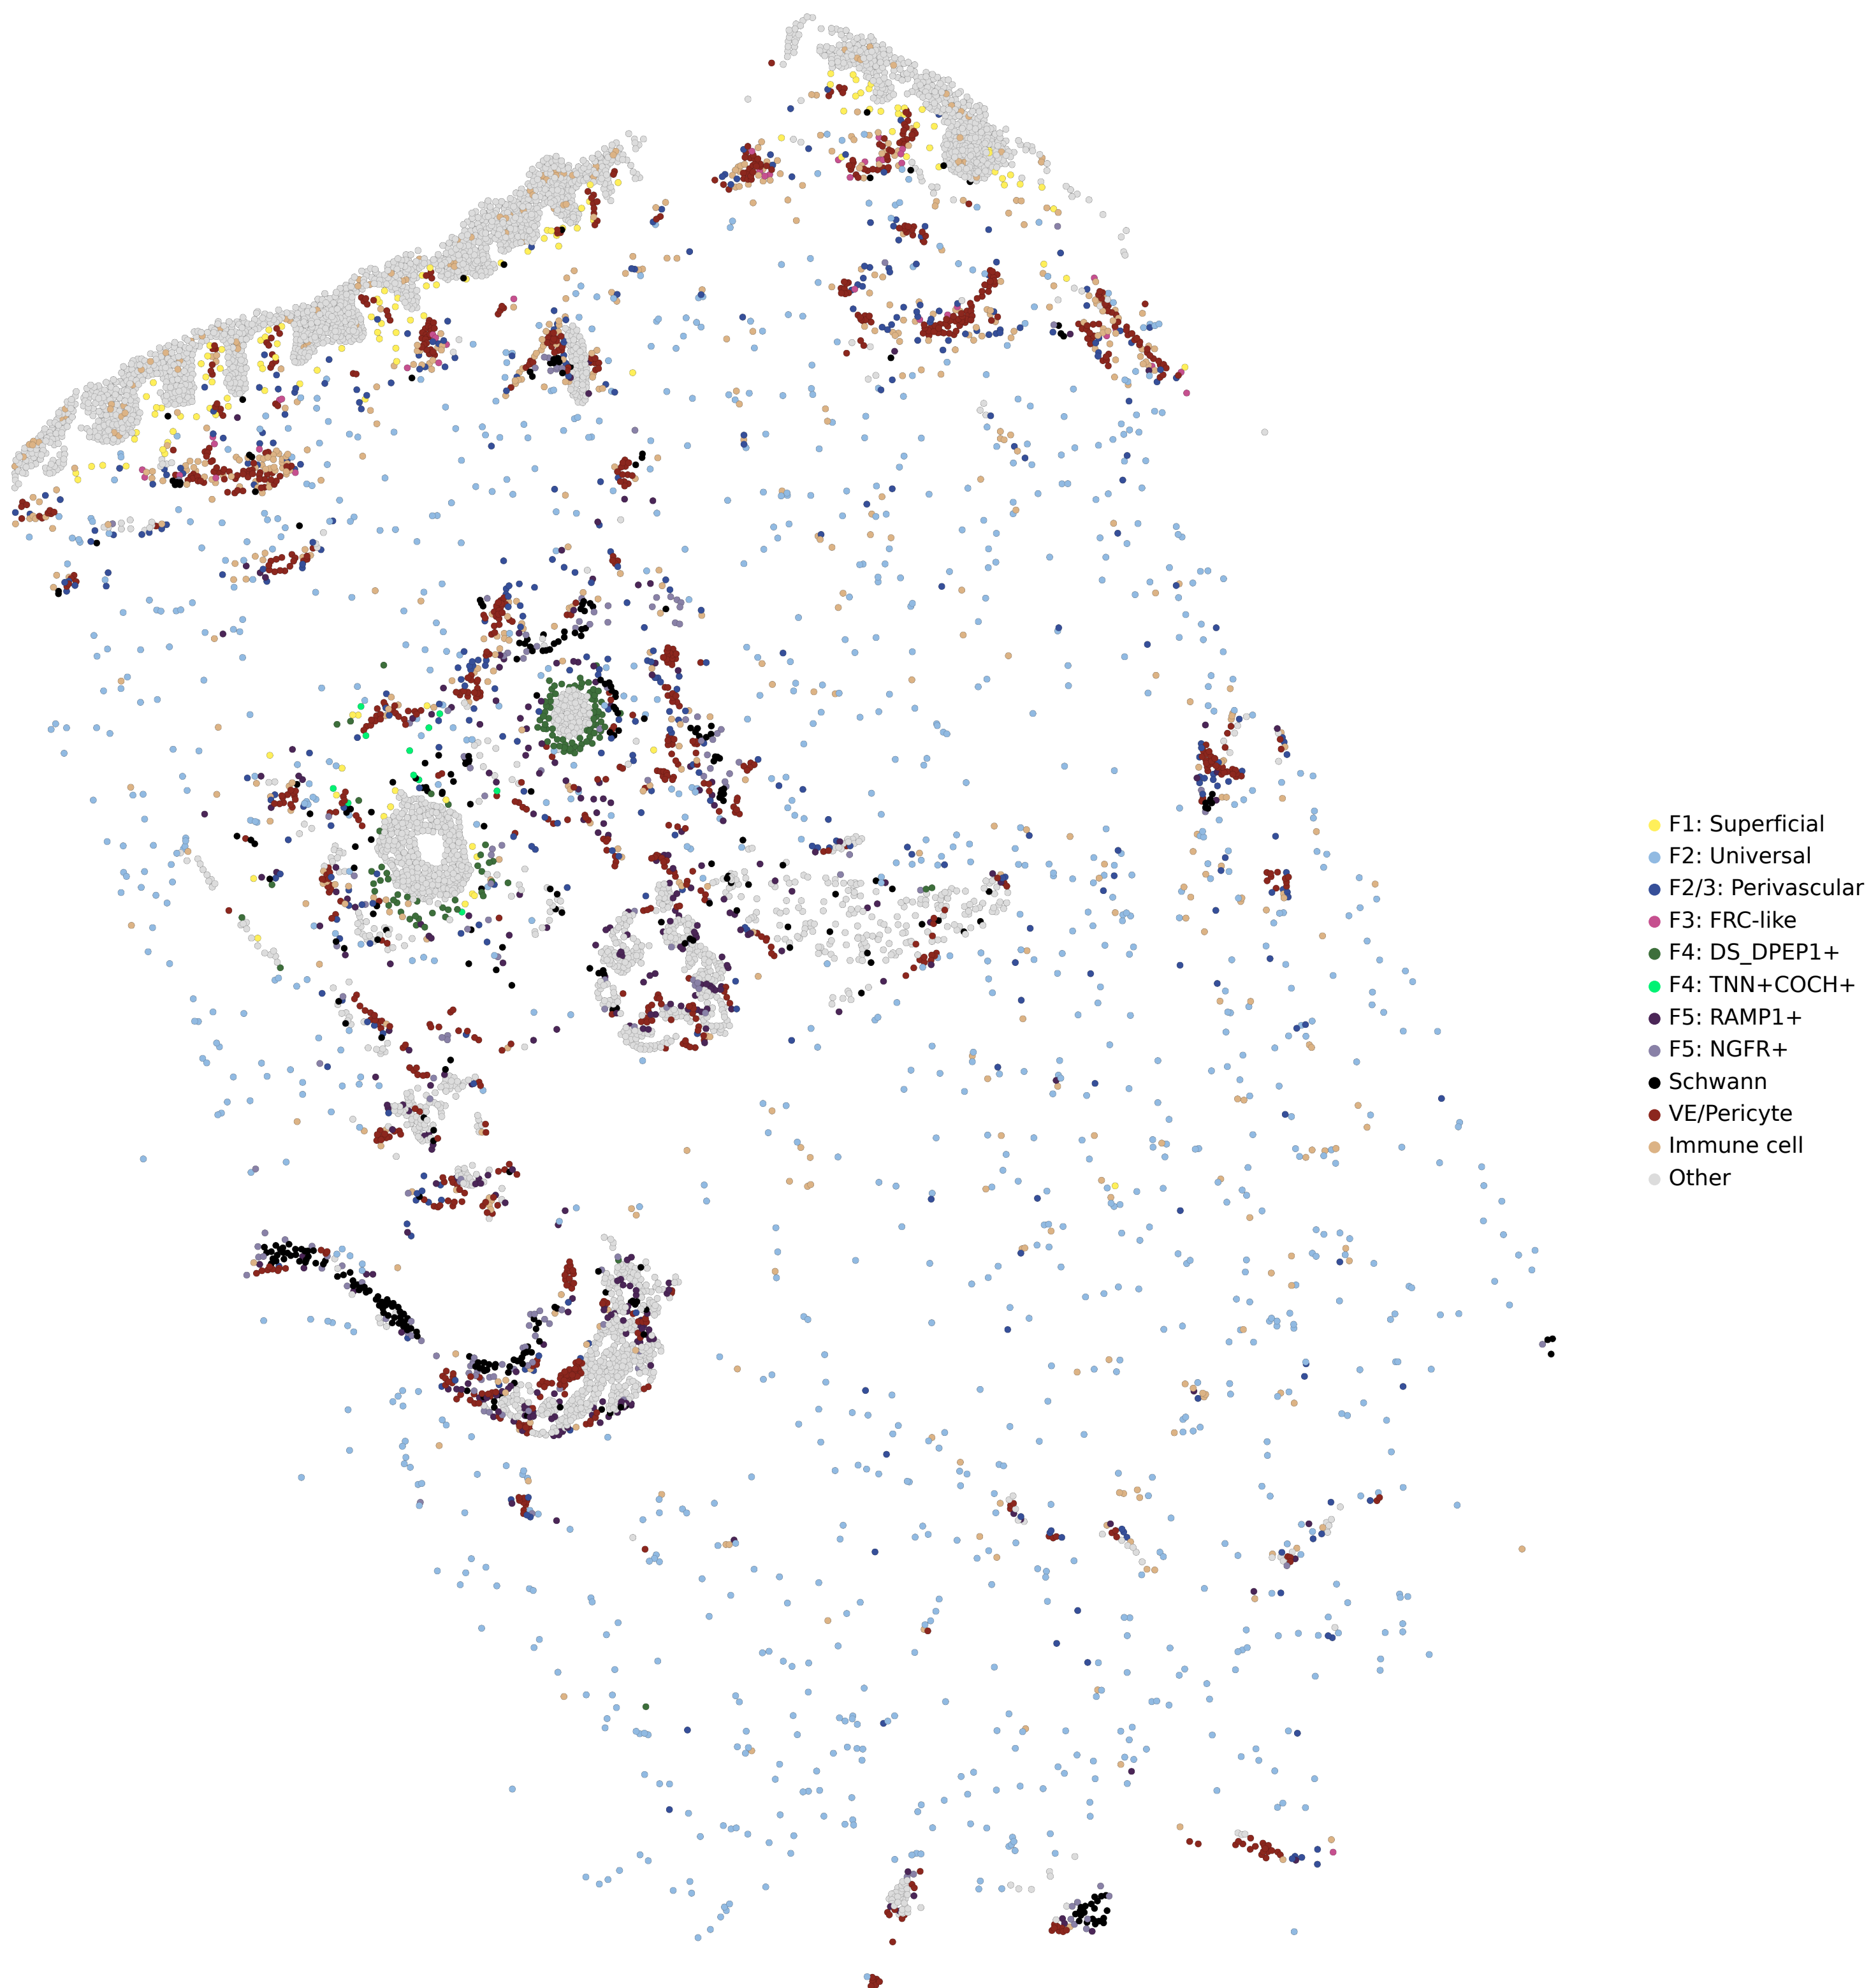 F1: Superficial
F2: Universal
F2/3: Perivascular
F3: FRC-like
F4: DS_DPEP1+
F4: TNN+COCH+
F5: RAMP1+
F5: NGFR+
Schwann
VE/Pericyte
Immune cell
Other